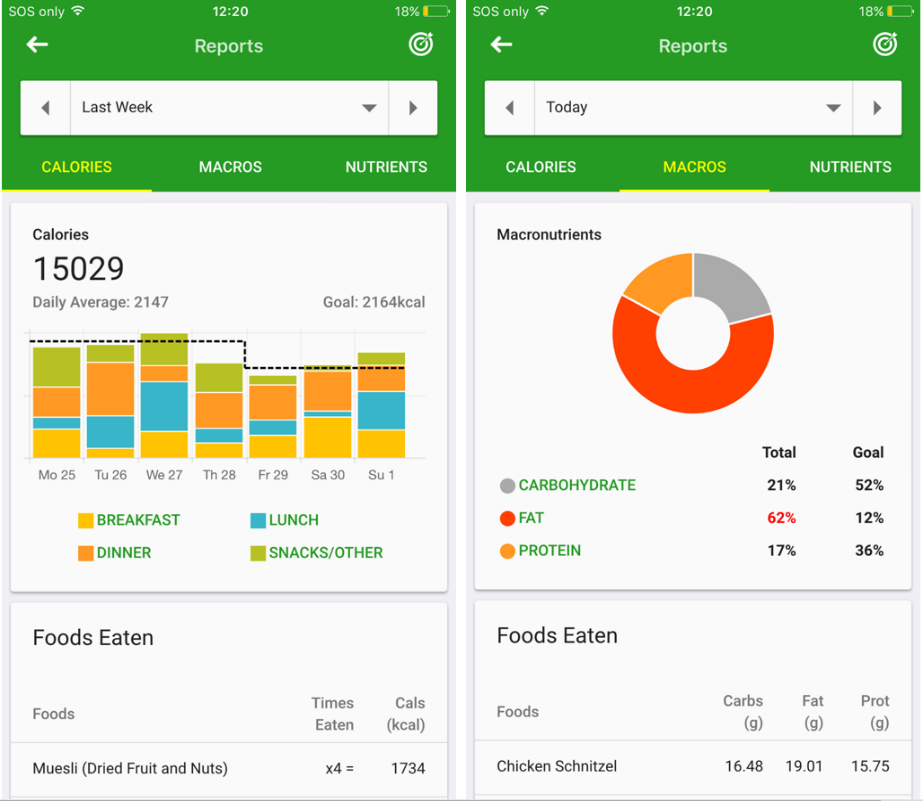 SOS only 12:20 18%
Reports
Last Week
CALORIES MACROS NUTRIENTS
Calories
15029
Daily Average: 2147 Goal: 2164kcal
Mo 25 Tu 26 We 27 Th 28 Fr 29 Sa 30 Su 1
BREAKFAST LUNCH
DINNER SNACKS/OTHER
Foods Eaten
Foods Times Eaten Cals (kcal)
Muesli (Dried Fruit and Nuts) x4 = 1734
SOS only 12:20 18%
Reports
Today
CALORIES MACROS NUTRIENTS
Macronutrients
Total Goal
CARBOHYDRATE 21% 52%
FAT 62% 12%
PROTEIN 17% 36%
Foods Eaten
Foods Carbs (g) Fat (g) Prot (g)
Chicken Schnitzel 16.48 19.01 15.75